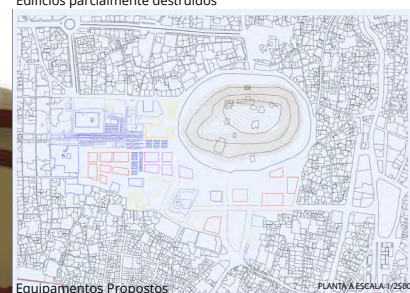 Edifícios parcialmente destruídos
Equipamentos Propostos
PLANTA À ESCALA 1/2500